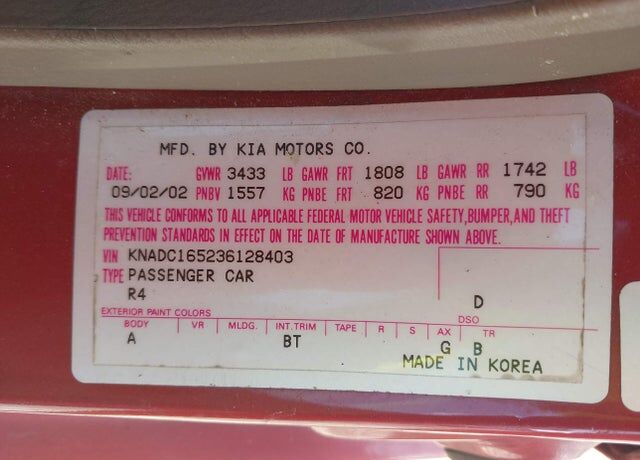 MFD. BY KIA MOTORS CO.
DATE: GVWR 3433 LB GAWR FRT 1808 LB GAWR RR 1742 LB
09/02/02 PNBV 1557 KG PNBE FRT 820 KG PNBE RR 790 KG
THIS VEHICLE CONFORMS TO ALL APPLICABLE FEDERAL MOTOR VEHICLE SAFETY,BUMPER,AND THEFT
PREVENTION STANDARDS IN EFFECT ON THE DATE OF MANUFACTURE SHOWN ABOVE.
VIN KNADC165236128403
TYPE PASSENGER CAR
R4 D
EXTERIOR PAINT COLORS DSO
BODY VR MLDG. INT.TRIM TAPE R S AX TR
A BT G B
MADE IN KOREA